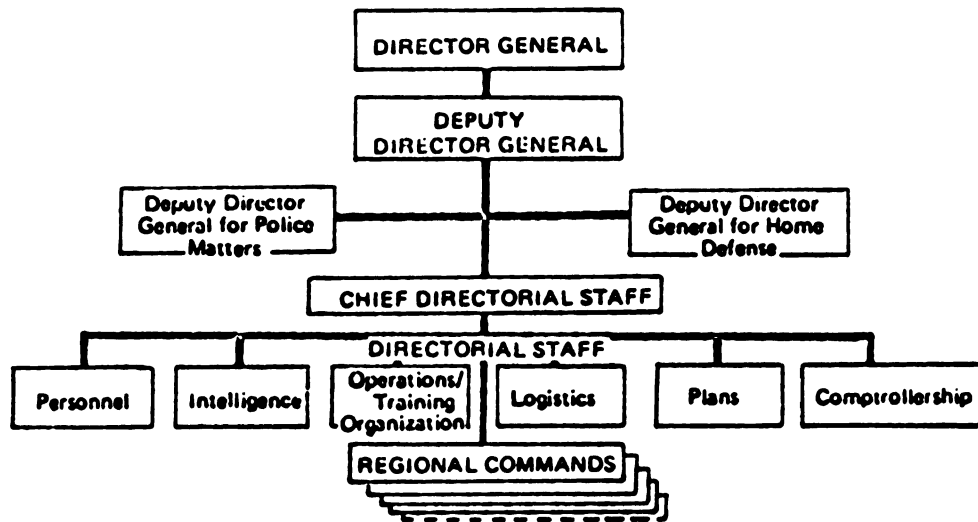 DIRECTOR GENERAL
DEPUTY
DIRECTOR GENERAL
Deputy Director
General for Police
Matters
Deputy Director
General for Home
Defense
CHIEF DIRECTORIAL STAFF
DIRECTORIAL STAFF
Personnel
Intelligence
Operations/
Training
Organization
Logistics
Plans
Comptrollership
REGIONAL COMMANDS